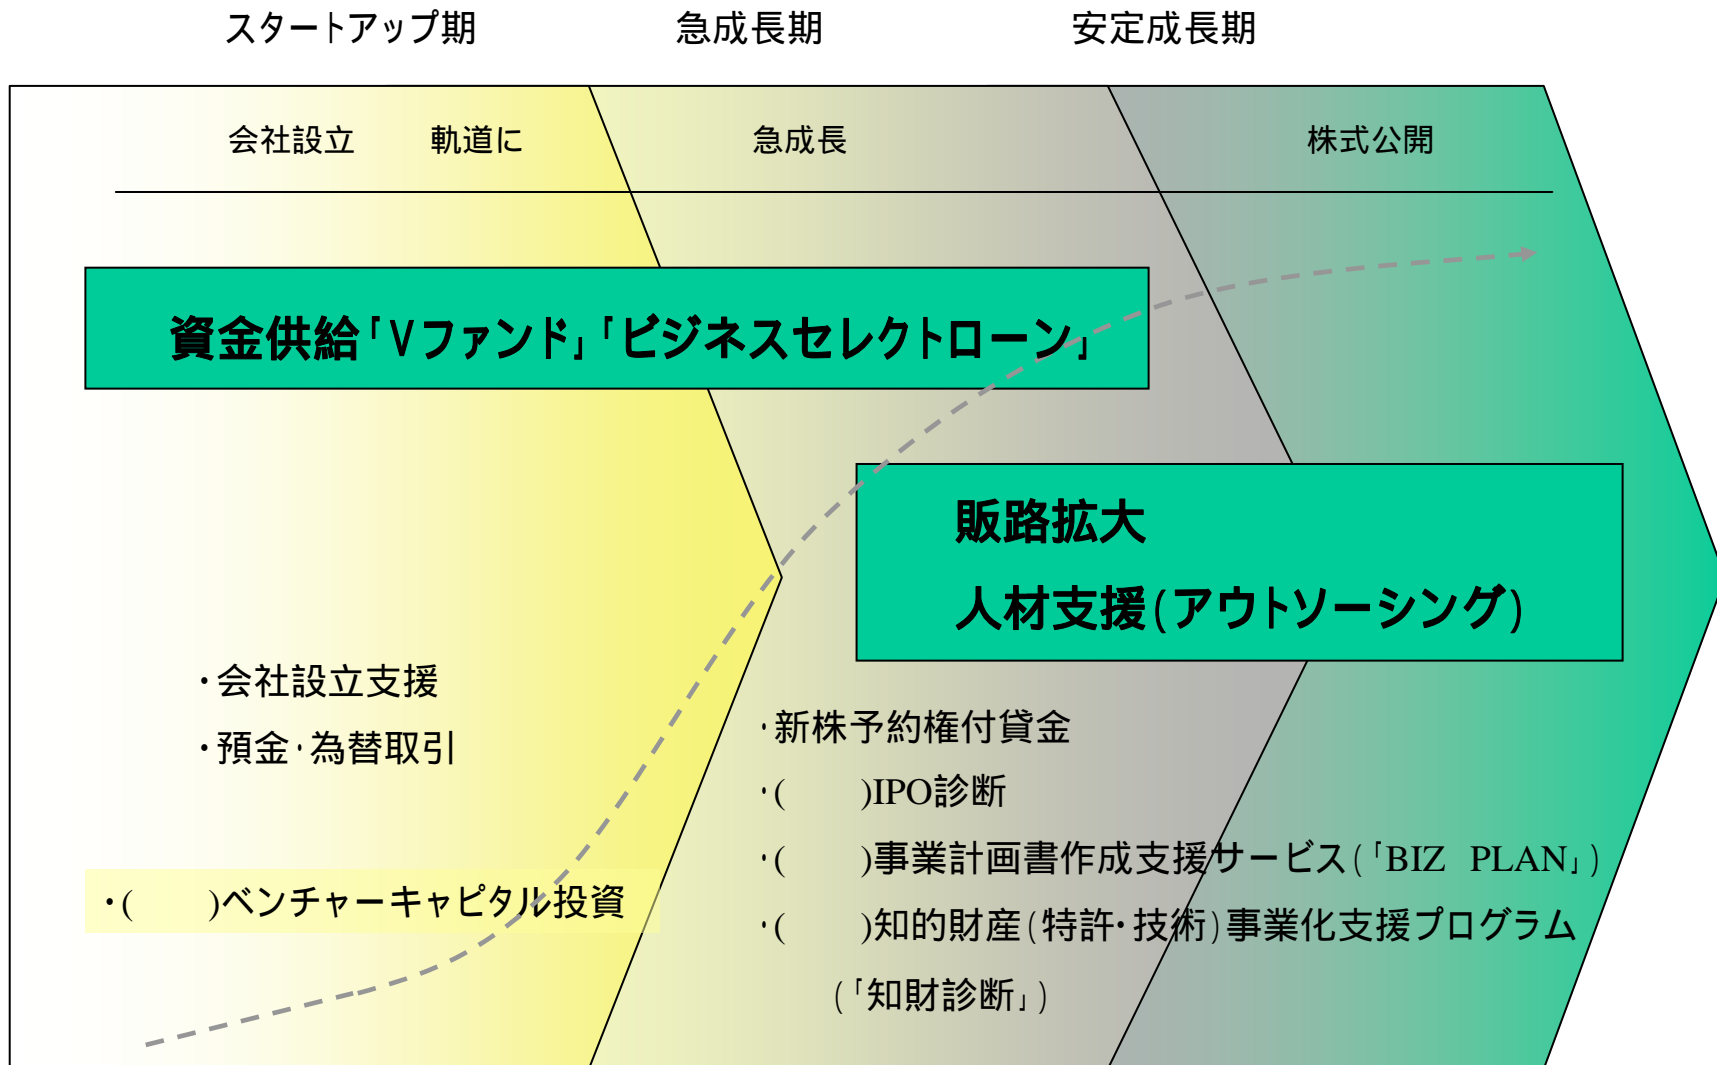 スタートアップ期　急成長期　安定成長期
会社設立　軌道に　急成長　株式公開
資金供給「Vファンド」「ビジネスセレクトローン」
販路拡大
人材支援(アウトソーシング)
・会社設立支援
・預金・為替取引
・(　　)ベンチャーキャピタル投資
・新株予約権付貸金
・(　　)IPO診断
・(　　)事業計画書作成支援サービス(「BIZ PLAN」)
・(　　)知的財産(特許・技術)事業化支援プログラム
(「知財診断」)